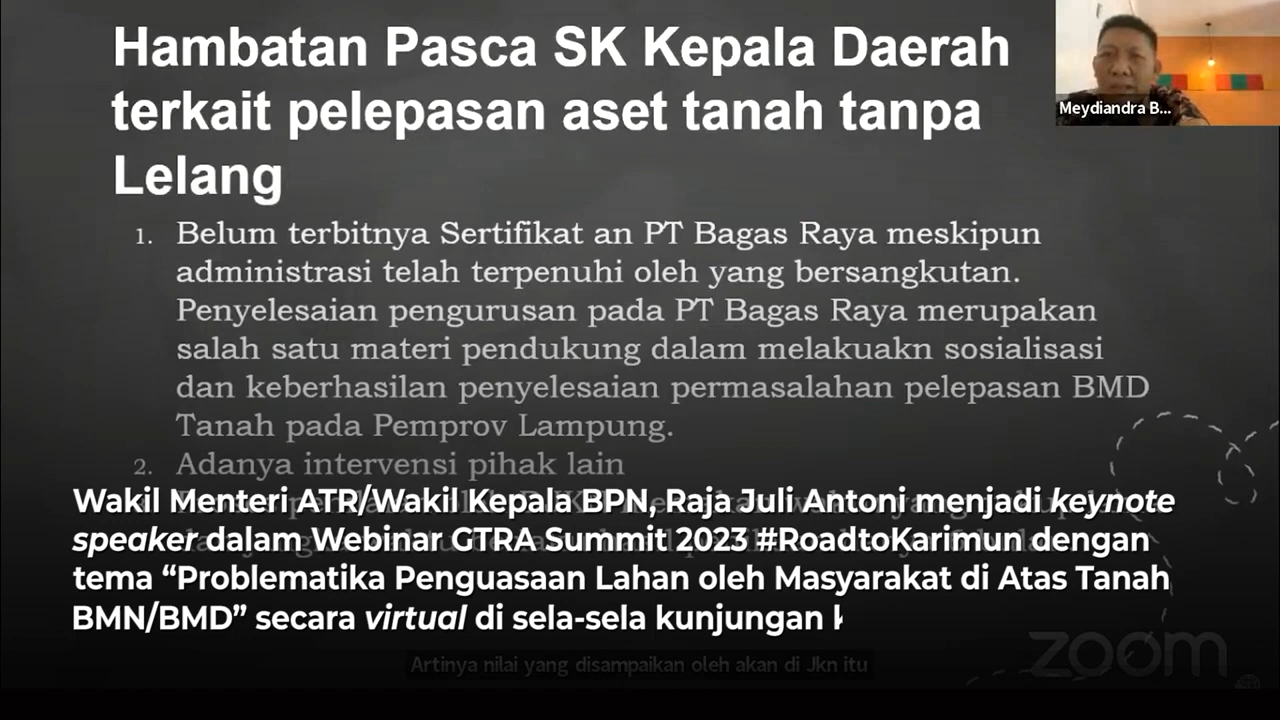 Hambatan Pasca SK Kepala Daerah
terkait pelepasan aset tanah tanpa
Lelang
Meydiandra B...
1. Belum terbitnya Sertifikat an PT Bagas Raya meskipun
administrasi telah terpenuhi oleh yang bersangkutan.
Penyelesaian pengurusan pada PT Bagas Raya merupakan
salah satu materi pendukung dalam melakuakn sosialisasi
dan keberhasilan penyelesaian permasalahan pelepasan BMD
Tanah pada Pemprov Lampung.
2. Adanya intervensi pihak lain
Wakil Menteri ATR/Wakil Kepala BPN, Raja Juli Antoni menjadi keynote
speaker dalam Webinar GTRA Summit 2023 #RoadtoKarimun dengan
tema “Problematika Penguasaan Lahan oleh Masyarakat di Atas Tanah
BMN/BMD” secara virtual di sela-sela kunjungan
zoom
Artinya nilai yang disampaikan oleh akan di Jkn itu